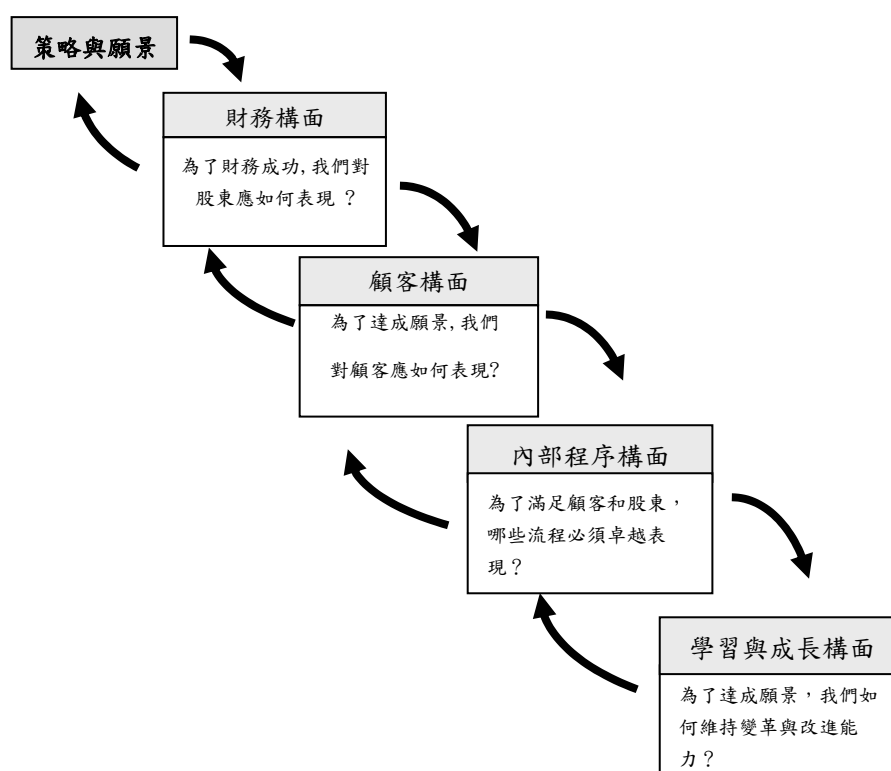 策略與願景
財務構面
為了財務成功,我們對
股東應如何表現？
顧客構面
為了達成願景,我們
對顧客應如何表現?
內部程序構面
為了滿足顧客和股東，
哪些流程必須卓越表
現？
學習與成長構面
為了達成願景，我們如
何維持變革與改進能
力？